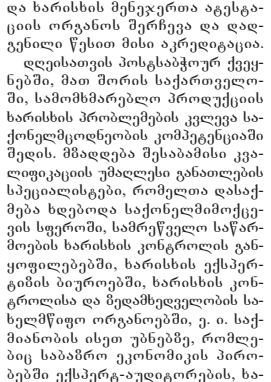 და ხარისხის მენეჯერთა ატესტა-
ციის ორგანოს შერჩევა და დად-
გენილი წესით მისი აკრედიტაცია.
დღეისათვის პოსტსაბჭოურ ქვეყ-
ნებში, მათ შორის საქართველო-
ში, სამომხმარებლო პროდუქციის
ხარისხის პრობლემების კვლევა სა-
ქონელმცოდნეობის კომპეტენციაში
შედის. მზადდება შესაბამისი კვა-
ლიფიკაციის უმაღლესი განათლების
სპეციალისტები, რომელთა დასაქ-
მება ხდებოდა საქონელმიმოქცე-
ვის სფეროში, სამრეწველო საწარ-
მოების ხარისხის კონტროლის გან-
ყოფილებებში, ხარისხის ექსპერ-
ტიზის ბიუროებში, ხარისხის კონ-
ტროლისა და ზედამხედველობის სა-
ხელმწიფო ორგანოებში, ე. ი. საქ-
მიანობის ისეთ უბნებზე, რომლე-
ბიც საბაზრო ეკონომიკის პირო-
ბებში ექსპერტ-აუდიტორების, ხა-